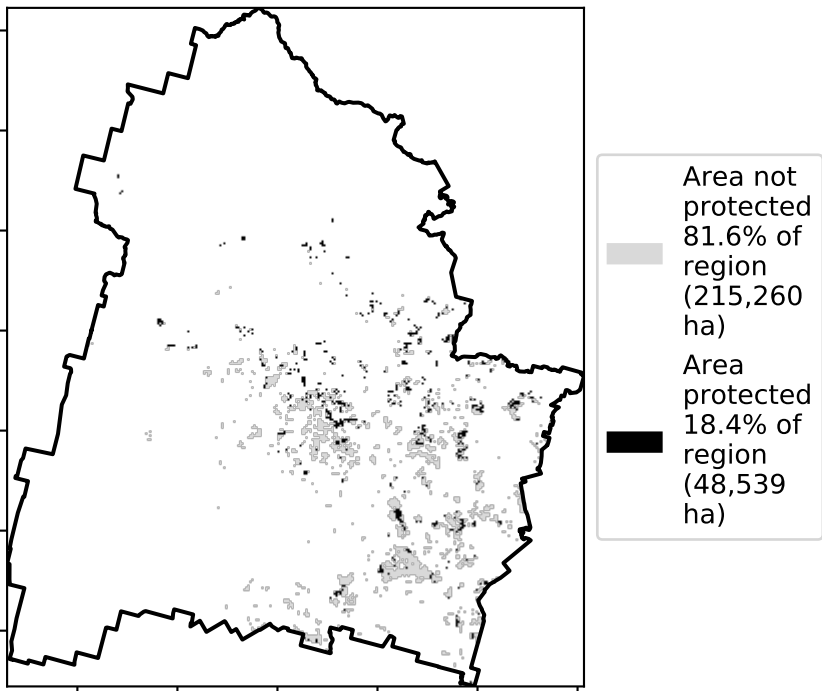 Area not
protected
81.6% of
region
(215,260
ha)
Area
protected
18.4% of
region
(48,539
ha)